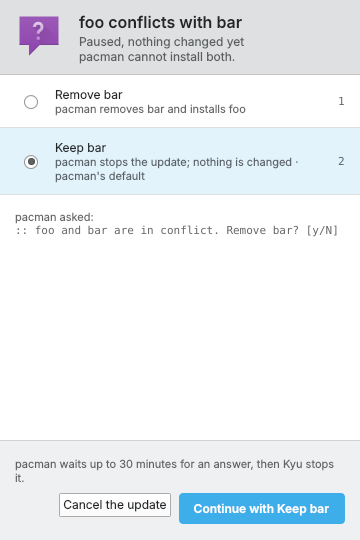 foo conflicts with bar
Paused, nothing changed yet
pacman cannot install both.
Remove bar
pacman removes bar and installs foo
1
Keep bar
pacman stops the update; nothing is changed ·
pacman's default
2
pacman asked:
:: foo and bar are in conflict. Remove bar? [y/N]
pacman waits up to 30 minutes for an answer, then Kyu stops
it.
Cancel the update
Continue with Keep bar